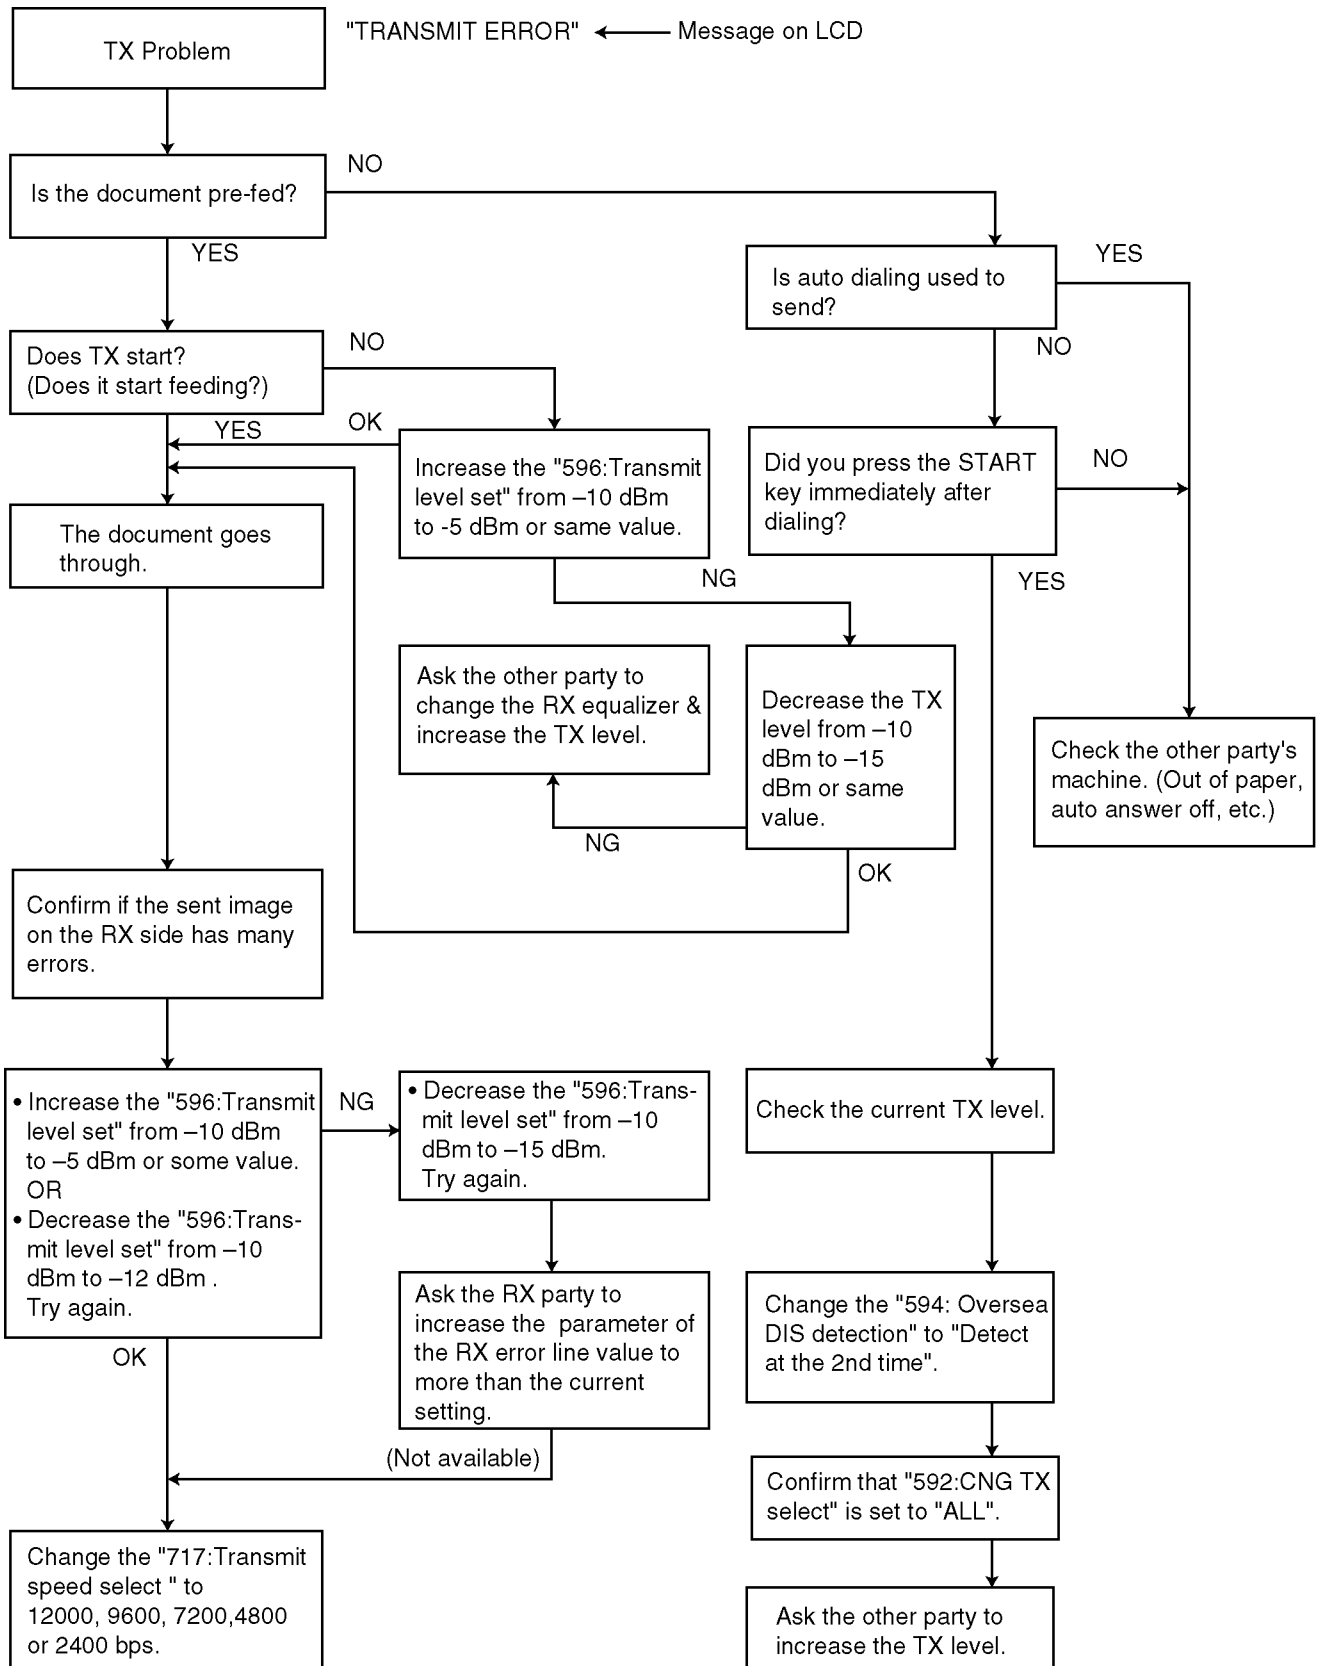 TX Problem
"TRANSMIT ERROR"
Message on LCD
Is the document pre-fed?
NO
YES
Is auto dialing used to
send?
YES
NO
Does TX start?
(Does it start feeding?)
NO
YES
OK
Increase the "596:Transmit
level set" from –10 dBm
to -5 dBm or same value.
NG
Did you press the START
key immediately after
dialing?
NO
YES
The document goes
through.
Ask the other party to
change the RX equalizer &
increase the TX level.
Decrease the TX
level from –10
dBm to –15
dBm or same
value.
NG
OK
Check the other party's
machine. (Out of paper,
auto answer off, etc.)
Confirm if the sent image
on the RX side has many
errors.
• Increase the "596:Transmit
level set" from –10 dBm
to –5 dBm or some value.
OR
• Decrease the "596:Trans-
mit level set" from –10
dBm to –12 dBm .
Try again.
NG
OK
• Decrease the "596:Trans-
mit level set" from –10
dBm to –15 dBm.
Try again.
Check the current TX level.
Ask the RX party to
increase the parameter of
the RX error line value to
more than the current
setting.
(Not available)
Change the "594: Oversea
DIS detection" to "Detect
at the 2nd time".
Confirm that "592:CNG TX
select" is set to "ALL".
Change the "717:Transmit
speed select " to
12000, 9600, 7200,4800
or 2400 bps.
Ask the other party to
increase the TX level.